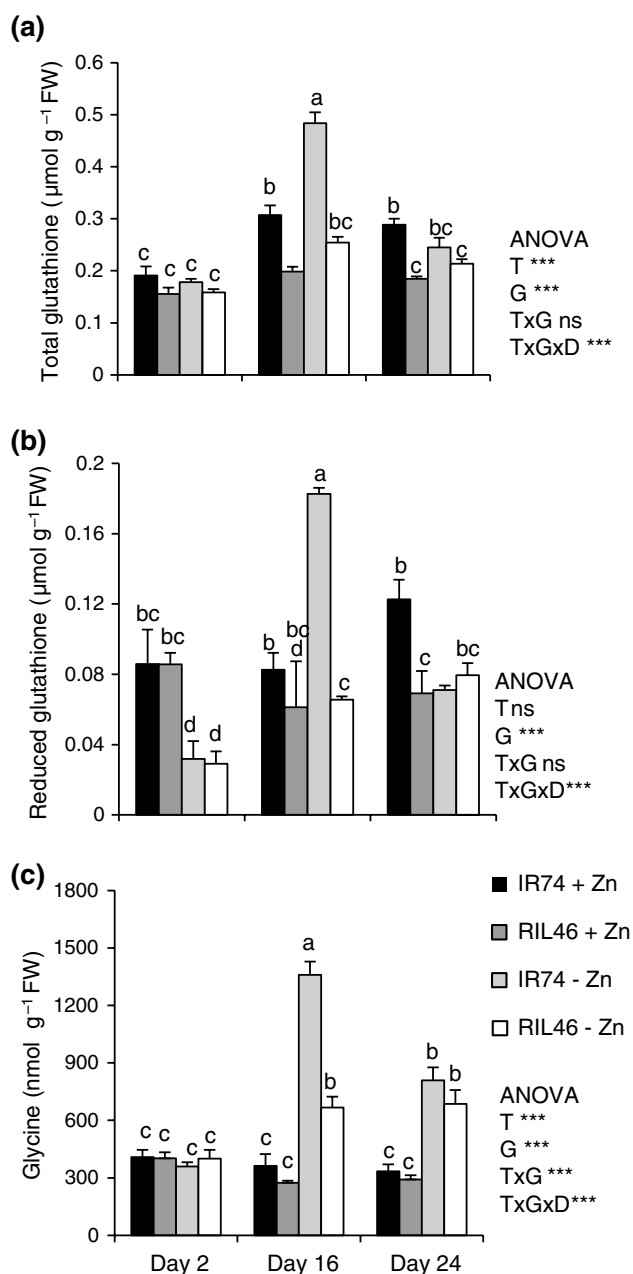 (a)
Total glutathione (µmol g⁻¹ FW)
0.6
0.5
0.4
0.3
0.2
0.1
0
c
c
c
c
b
c
a
bc
b
c
bc
c
ANOVA
T ***
G ***
TxG ns
TxGxD ***
(b)
Reduced glutathione (µmol g⁻¹ FW)
0.2
0.16
0.12
0.08
0.04
0
bc
bc
d
d
b
bc
d
a
c
b
c
bc
ANOVA
T ns
G ***
TxG ns
TxGxD***
(c)
Glycine (nmol g⁻¹ FW)
1800
1500
1200
900
600
300
0
c
c
c
c
c
c
a
b
c
c
b
b
Day 2
Day 16
Day 24
IR74 + Zn
RIL46 + Zn
IR74 - Zn
RIL46 - Zn
ANOVA
T ***
G ***
TxG ***
TxGxD***